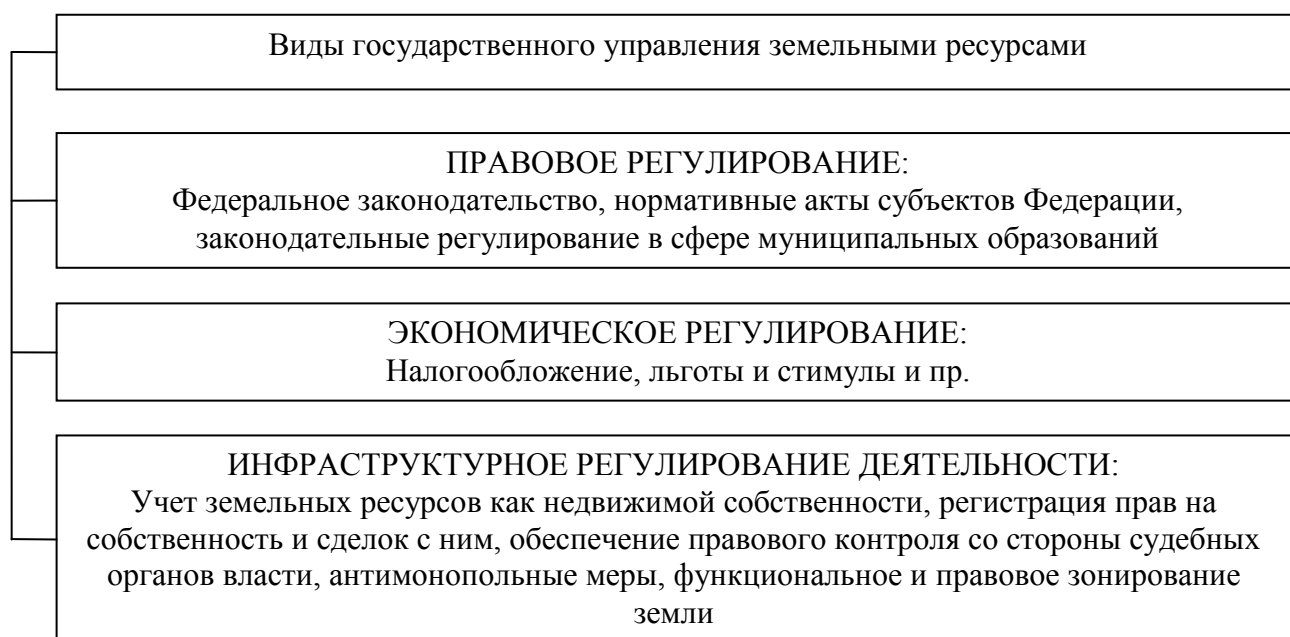 Виды государственного управления земельными ресурсами
ПРАВОВОЕ РЕГУЛИРОВАНИЕ:
Федеральное законодательство, нормативные акты субъектов Федерации,
законодательные регулирование в сфере муниципальных образований
ЭКОНОМИЧЕСКОЕ РЕГУЛИРОВАНИЕ:
Налогообложение, льготы и стимулы и пр.
ИНФРАСТРУКТУРНОЕ РЕГУЛИРОВАНИЕ ДЕЯТЕЛЬНОСТИ:
Учет земельных ресурсов как недвижимой собственности, регистрация прав на
собственность и сделок с ним, обеспечение правового контроля со стороны судебных
органов власти, антимонопольные меры, функциональное и правовое зонирование
земли